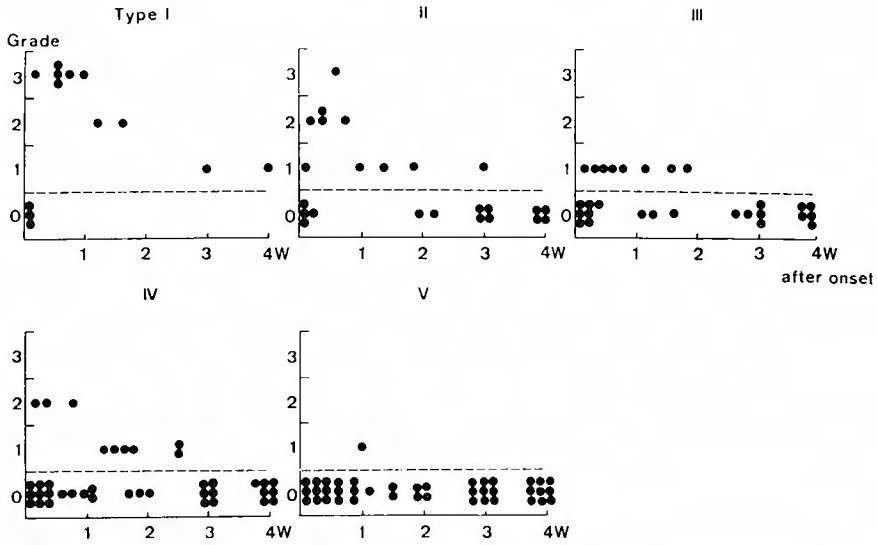 Type I II III
Grade
3 3 3
2 2 2
1 1 1
0 0 0
1 2 3 4W 1 2 3 4W 1 2 3 4W
after onset
IV V
3 3
2 2
1 1
0 0
1 2 3 4W 1 2 3 4W